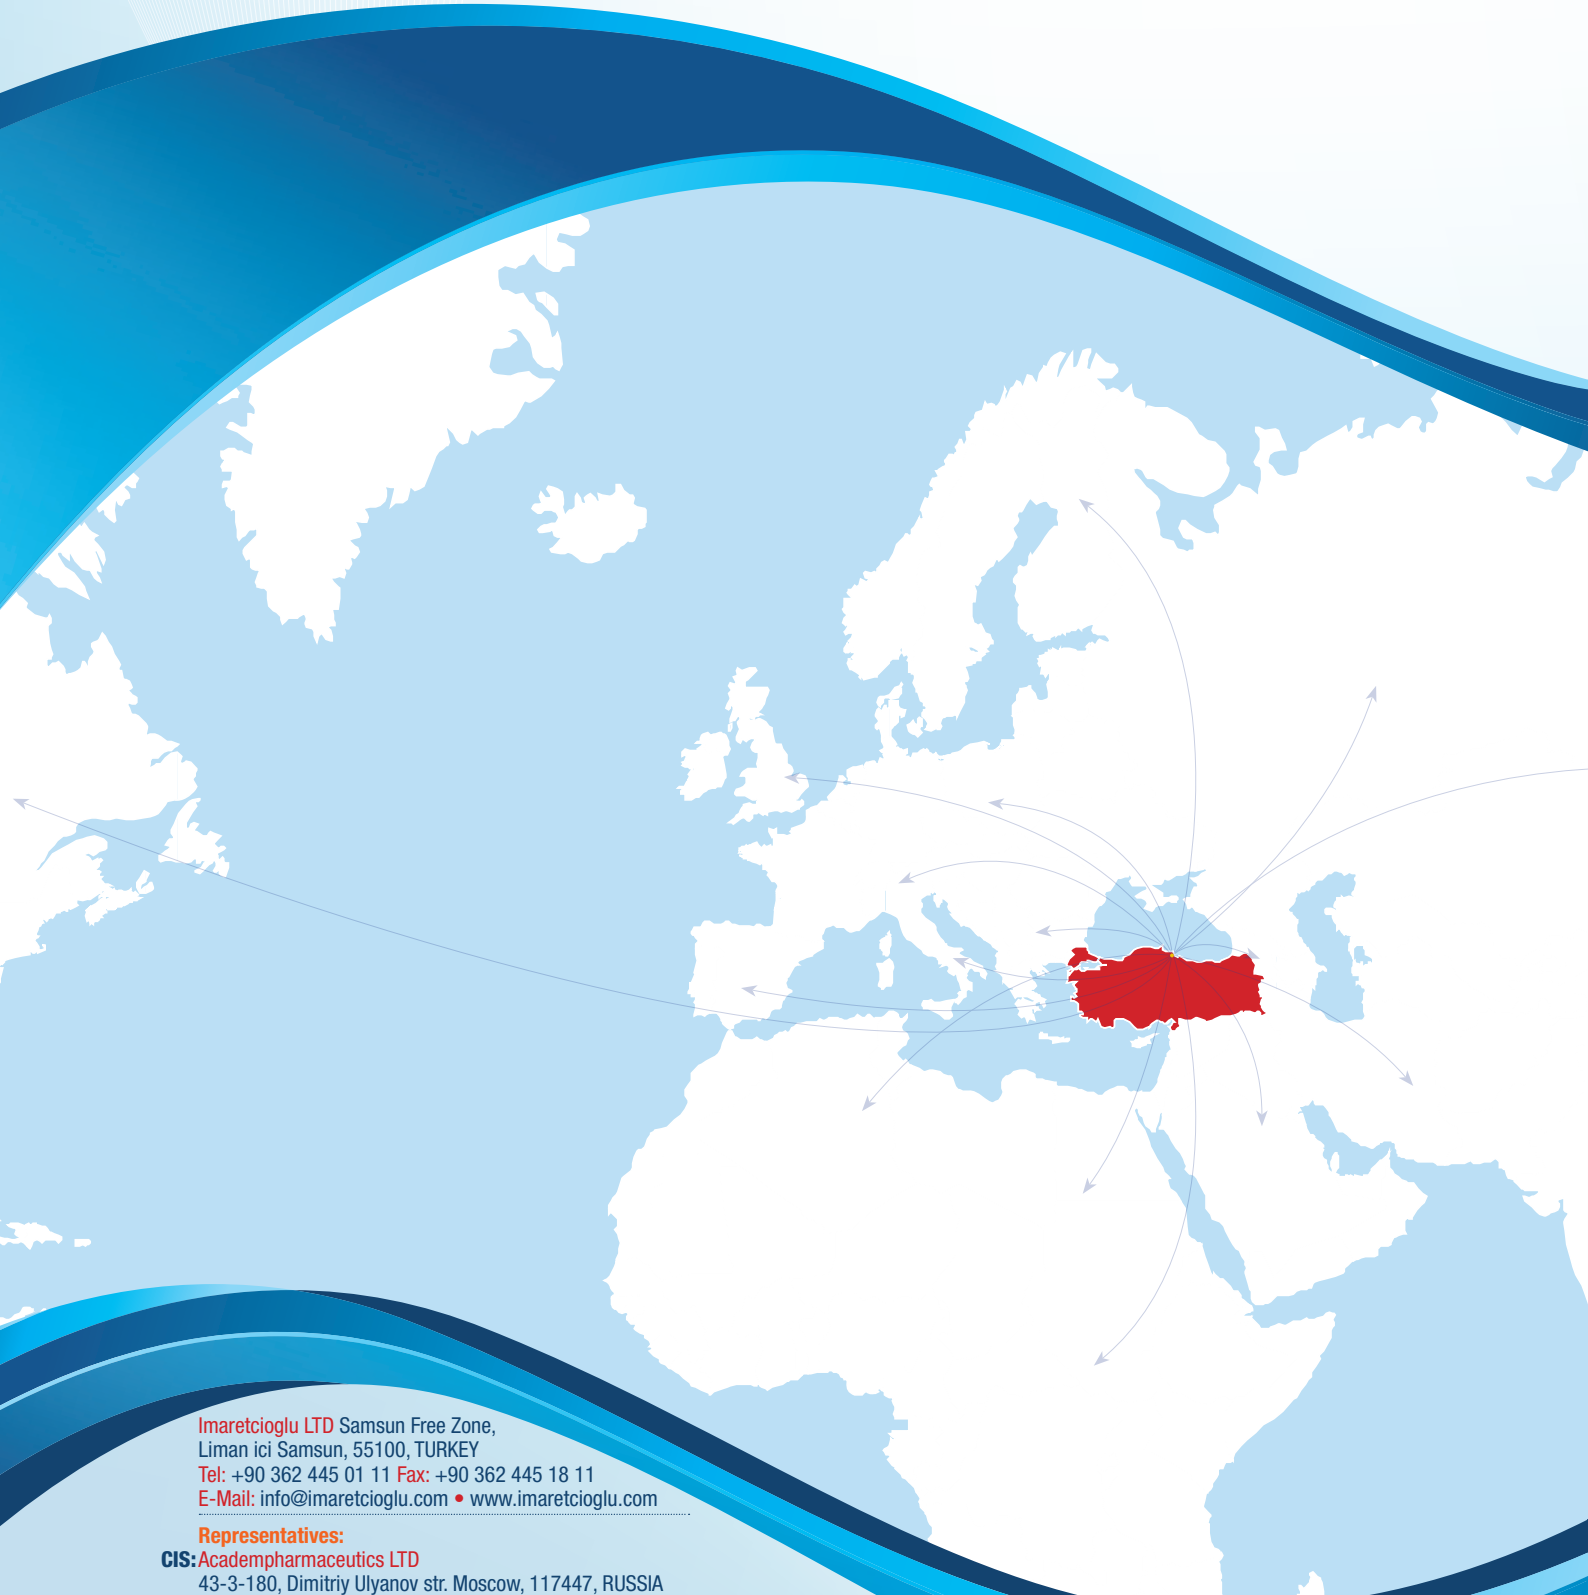 Imaretcioglu LTD Samsun Free Zone,
Liman ici Samsun, 55100, TURKEY
Tel: +90 362 445 01 11 Fax: +90 362 445 18 11
E-Mail: info@imaretcioglu.com • www.imaretcioglu.com
Representatives:
CIS: Academpharmaceutics LTD
43-3-180, Dimitriy Ulyanov str. Moscow, 117447, RUSSIA